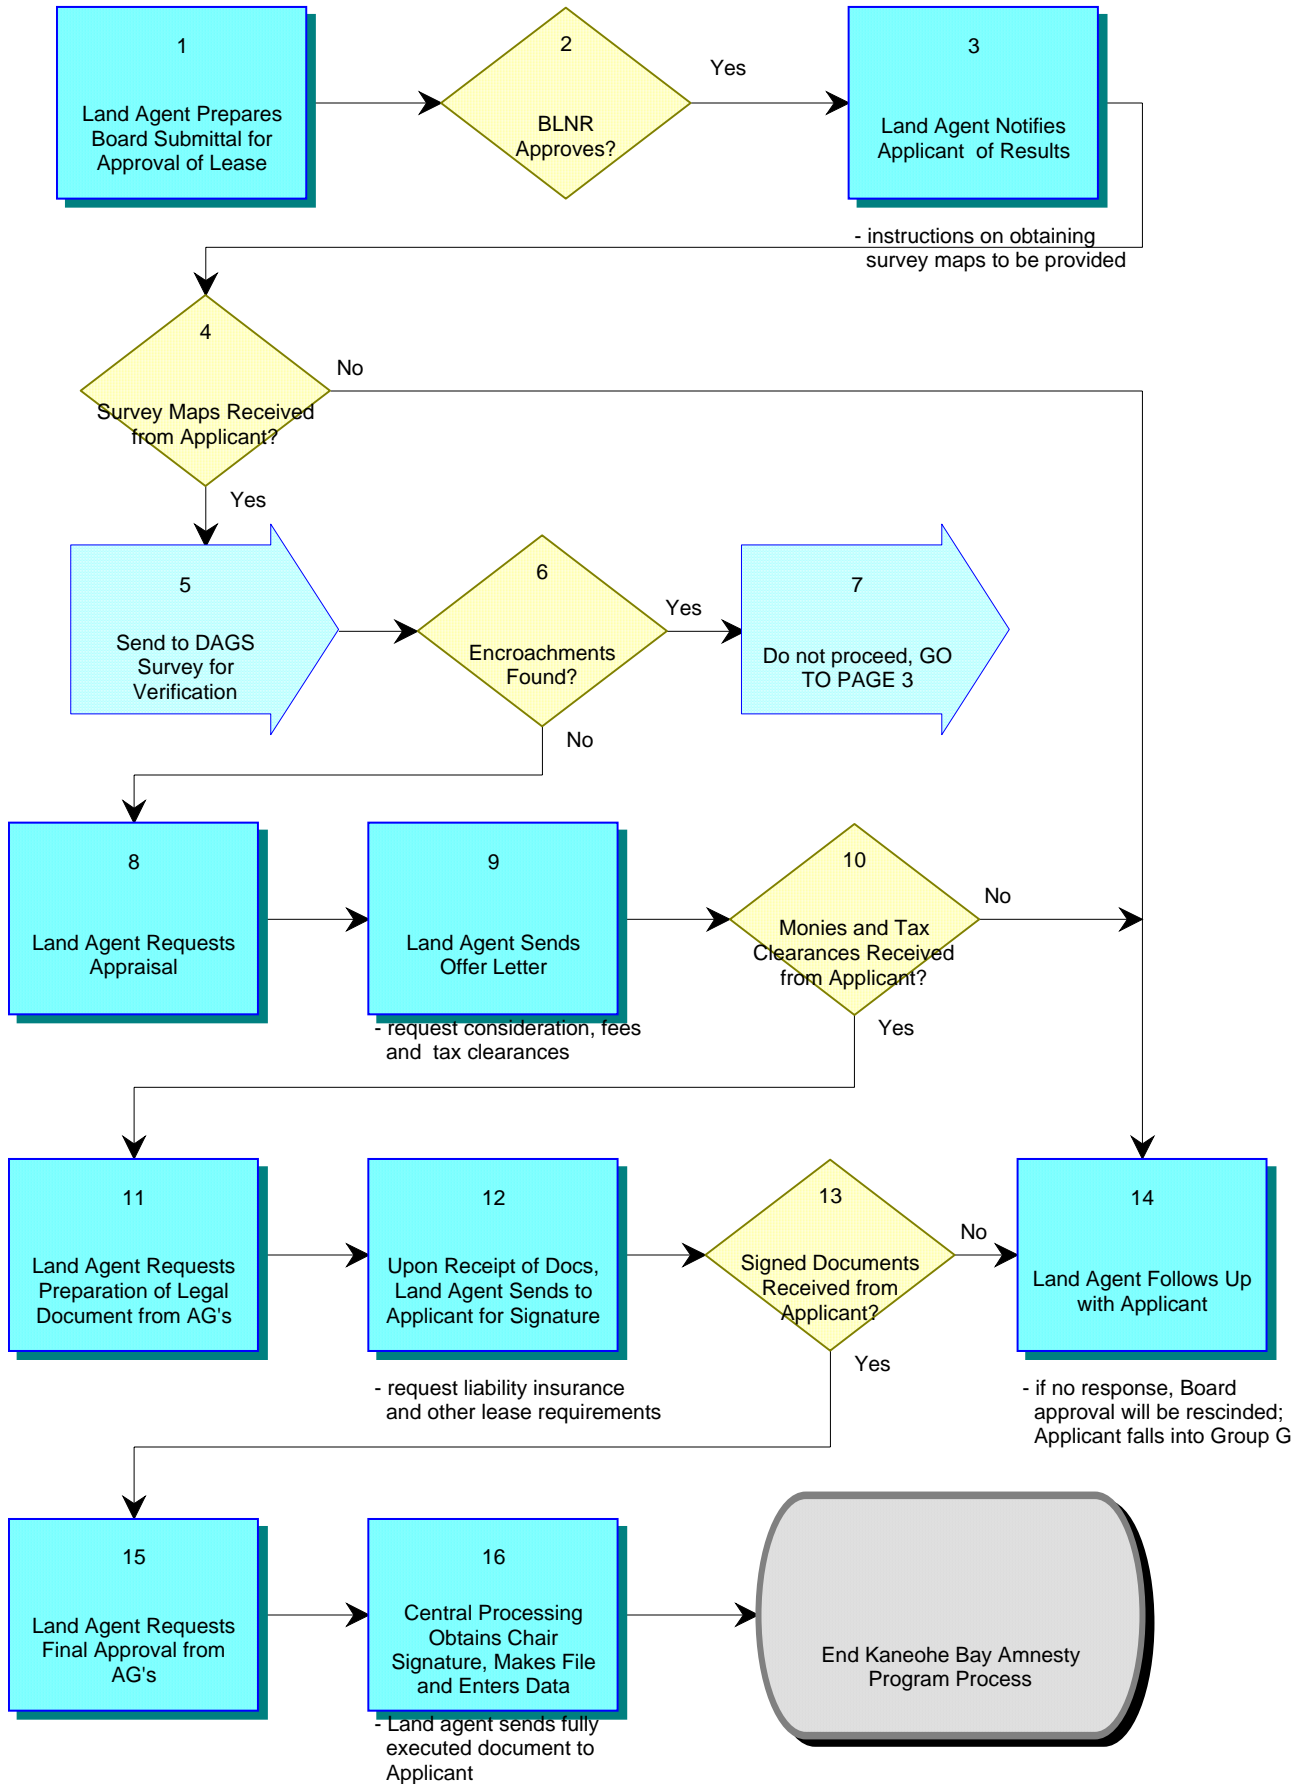 1
Land Agent Prepares
Board Submittal for
Approval of Lease
2
BLNR
Approves?
Yes
3
Land Agent Notifies
Applicant of Results
- instructions on obtaining
survey maps to be provided
4
Survey Maps Received
from Applicant?
No
Yes
5
Send to DAGS
Survey for
Verification
6
Encroachments
Found?
Yes
No
7
Do not proceed, GO
TO PAGE 3
8
Land Agent Requests
Appraisal
9
Land Agent Sends
Offer Letter
- request consideration, fees
and tax clearances
10
Monies and Tax
Clearances Received
from Applicant?
No
Yes
11
Land Agent Requests
Preparation of Legal
Document from AG's
12
Upon Receipt of Docs,
Land Agent Sends to
Applicant for Signature
- request liability insurance
and other lease requirements
13
Signed Documents
Received from
Applicant?
No
Yes
14
Land Agent Follows Up
with Applicant
- if no response, Board
approval will be rescinded;
Applicant falls into Group G
15
Land Agent Requests
Final Approval from
AG's
16
Central Processing
Obtains Chair
Signature, Makes File
and Enters Data
- Land agent sends fully
executed document to
Applicant
End Kaneohe Bay Amnesty
Program Process